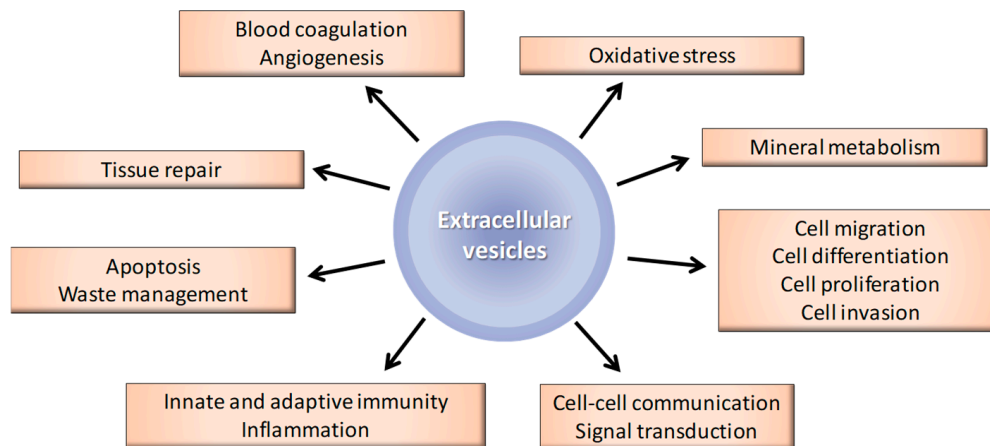 Blood coagulation
Angiogenesis
Oxidative stress
Tissue repair
Mineral metabolism
Extracellular
vesicles
Apoptosis
Waste management
Cell migration
Cell differentiation
Cell proliferation
Cell invasion
Innate and adaptive immunity
Inflammation
Cell-cell communication
Signal transduction